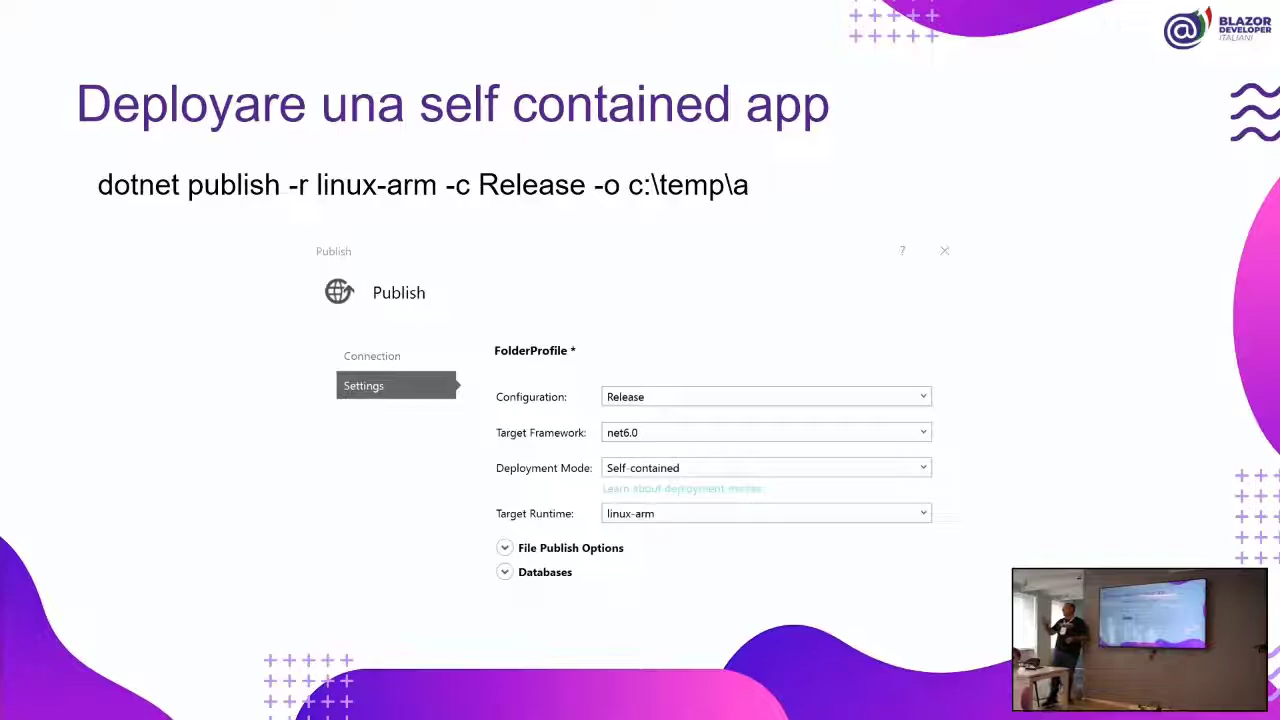 BLAZOR
DEVELOPER
ITALIANI
Deployare una self contained app
dotnet publish -r linux-arm -c Release -o c:\temp\a
Publish
?
Publish
Connection
Settings
FolderProfile *
Configuration: Release
Target Framework: net6.0
Deployment Mode: Self-contained
Learn about deployment modes
Target Runtime: linux-arm
File Publish Options
Databases